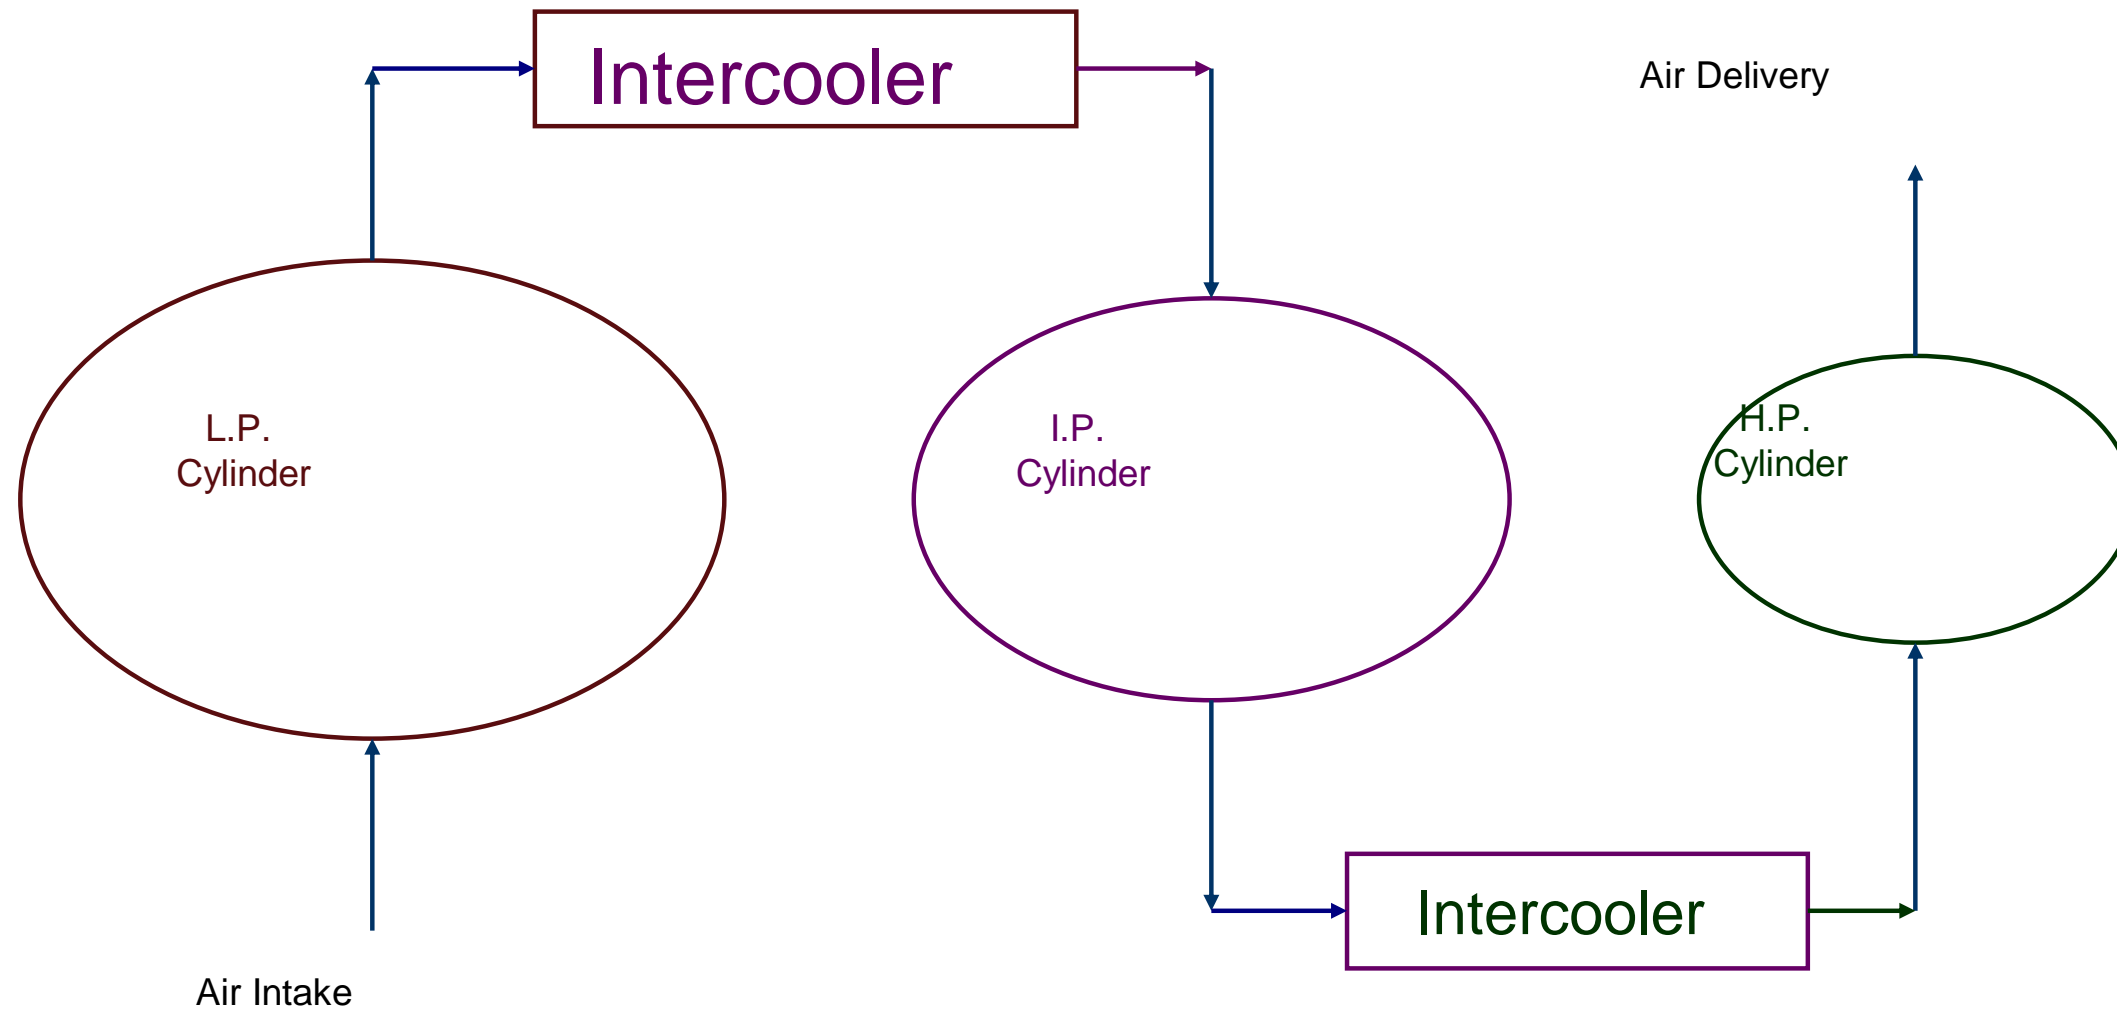 Intercooler
Air Delivery
L.P.
Cylinder
I.P.
Cylinder
H.P.
Cylinder
Intercooler
Air Intake